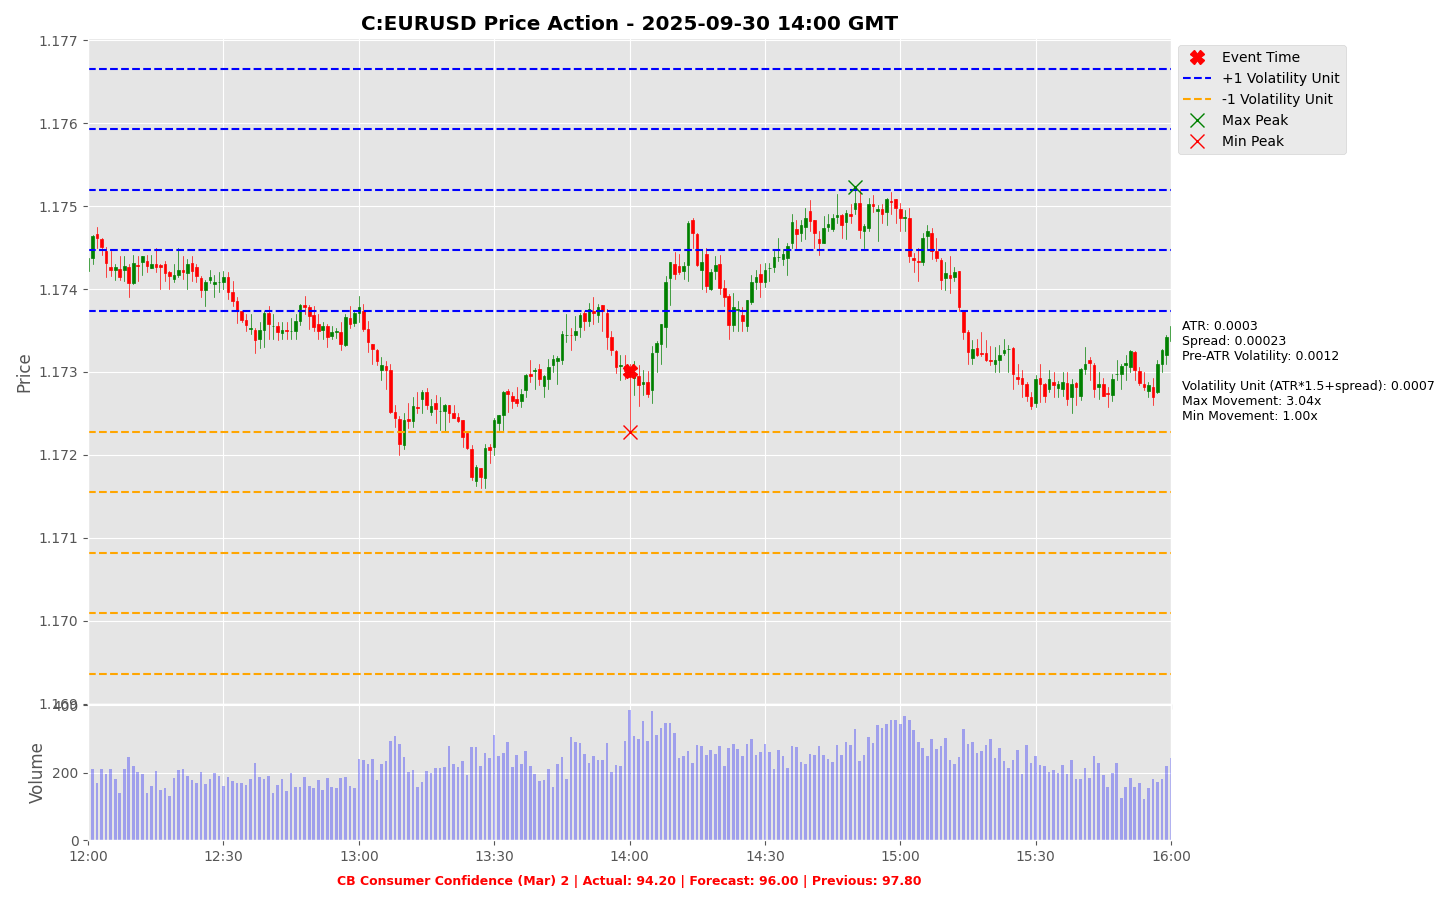 C:EURUSD Price Action - 2025-09-30 14:00 GMT
Event Time
+1 Volatility Unit
-1 Volatility Unit
Max Peak
Min Peak
Price
1.177
1.176
1.175
1.174
1.173
1.172
1.171
1.170
1.169
ATR: 0.0003
Spread: 0.00023
Pre-ATR Volatility: 0.0012
Volatility Unit (ATR*1.5+spread): 0.0007
Max Movement: 3.04x
Min Movement: 1.00x
Volume
400
200
0
12:00 12:30 13:00 13:30 14:00 14:30 15:00 15:30 16:00
CB Consumer Confidence (Mar) 2 | Actual: 94.20 | Forecast: 96.00 | Previous: 97.80